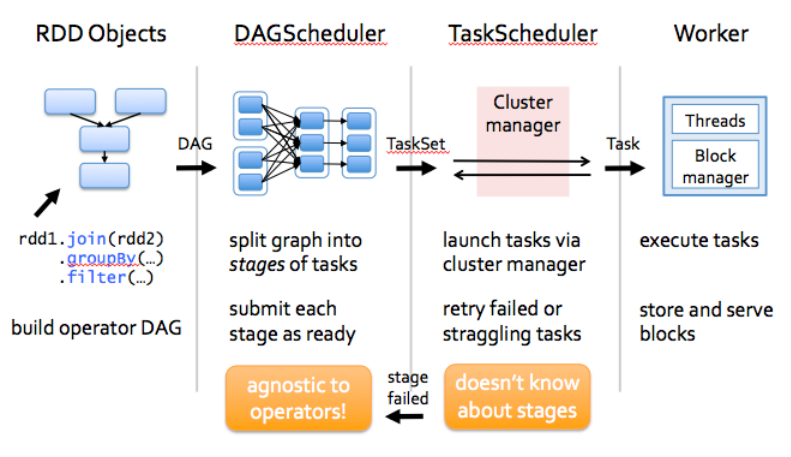 RDD Objects
DAGScheduler
TaskScheduler
Worker
DAG
TaskSet
Cluster
manager
Task
Threads
Block
manager
rdd1.join(rdd2)
.groupBy(…)
.filter(…)
build operator DAG
split graph into
stages of tasks
submit each
stage as ready
agnostic to
operators!
launch tasks via
cluster manager
retry failed or
straggling tasks
stage
failed
doesn't know
about stages
execute tasks
store and serve
blocks